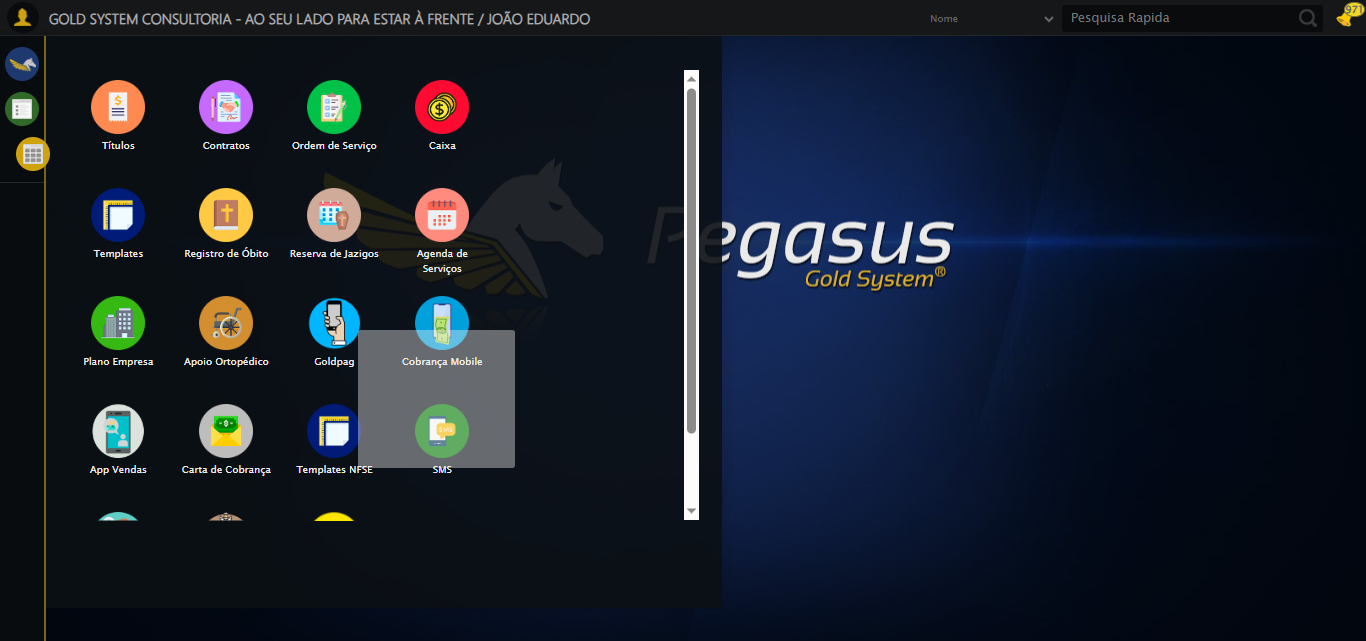 GOLD SYSTEM CONSULTORIA - AO SEU LADO PARA ESTAR À FRENTE / JOÃO EDUARDO
Nome
Pesquisa Rapida
971
Títulos
Contratos
Ordem de Serviço
Caixa
Templates
Registro de Óbito
Reserva de Jazigos
Agenda de
Serviços
Pegasus
Gold System®
Plano Empresa
Apoio Ortopédico
Goldpag
Cobrança Mobile
SMS
App Vendas
Carta de Cobrança
Templates NFSE
SMS